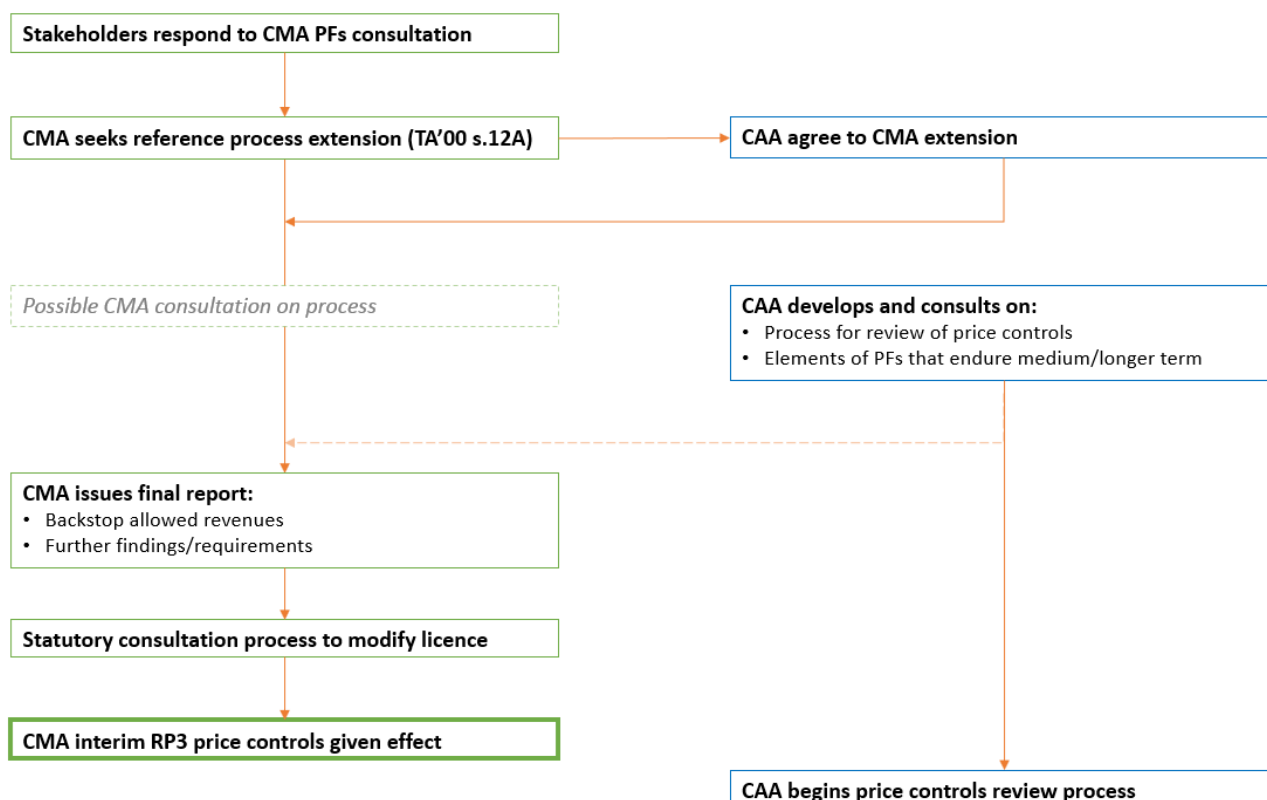 Stakeholders respond to CMA PFs consultation
CMA seeks reference process extension (TA’00 s.12A)
CAA agree to CMA extension
Possible CMA consultation on process
CAA develops and consults on:
• Process for review of price controls
• Elements of PFs that endure medium/longer term
CMA issues final report:
• Backstop allowed revenues
• Further findings/requirements
Statutory consultation process to modify licence
CMA interim RP3 price controls given effect
CAA begins price controls review process